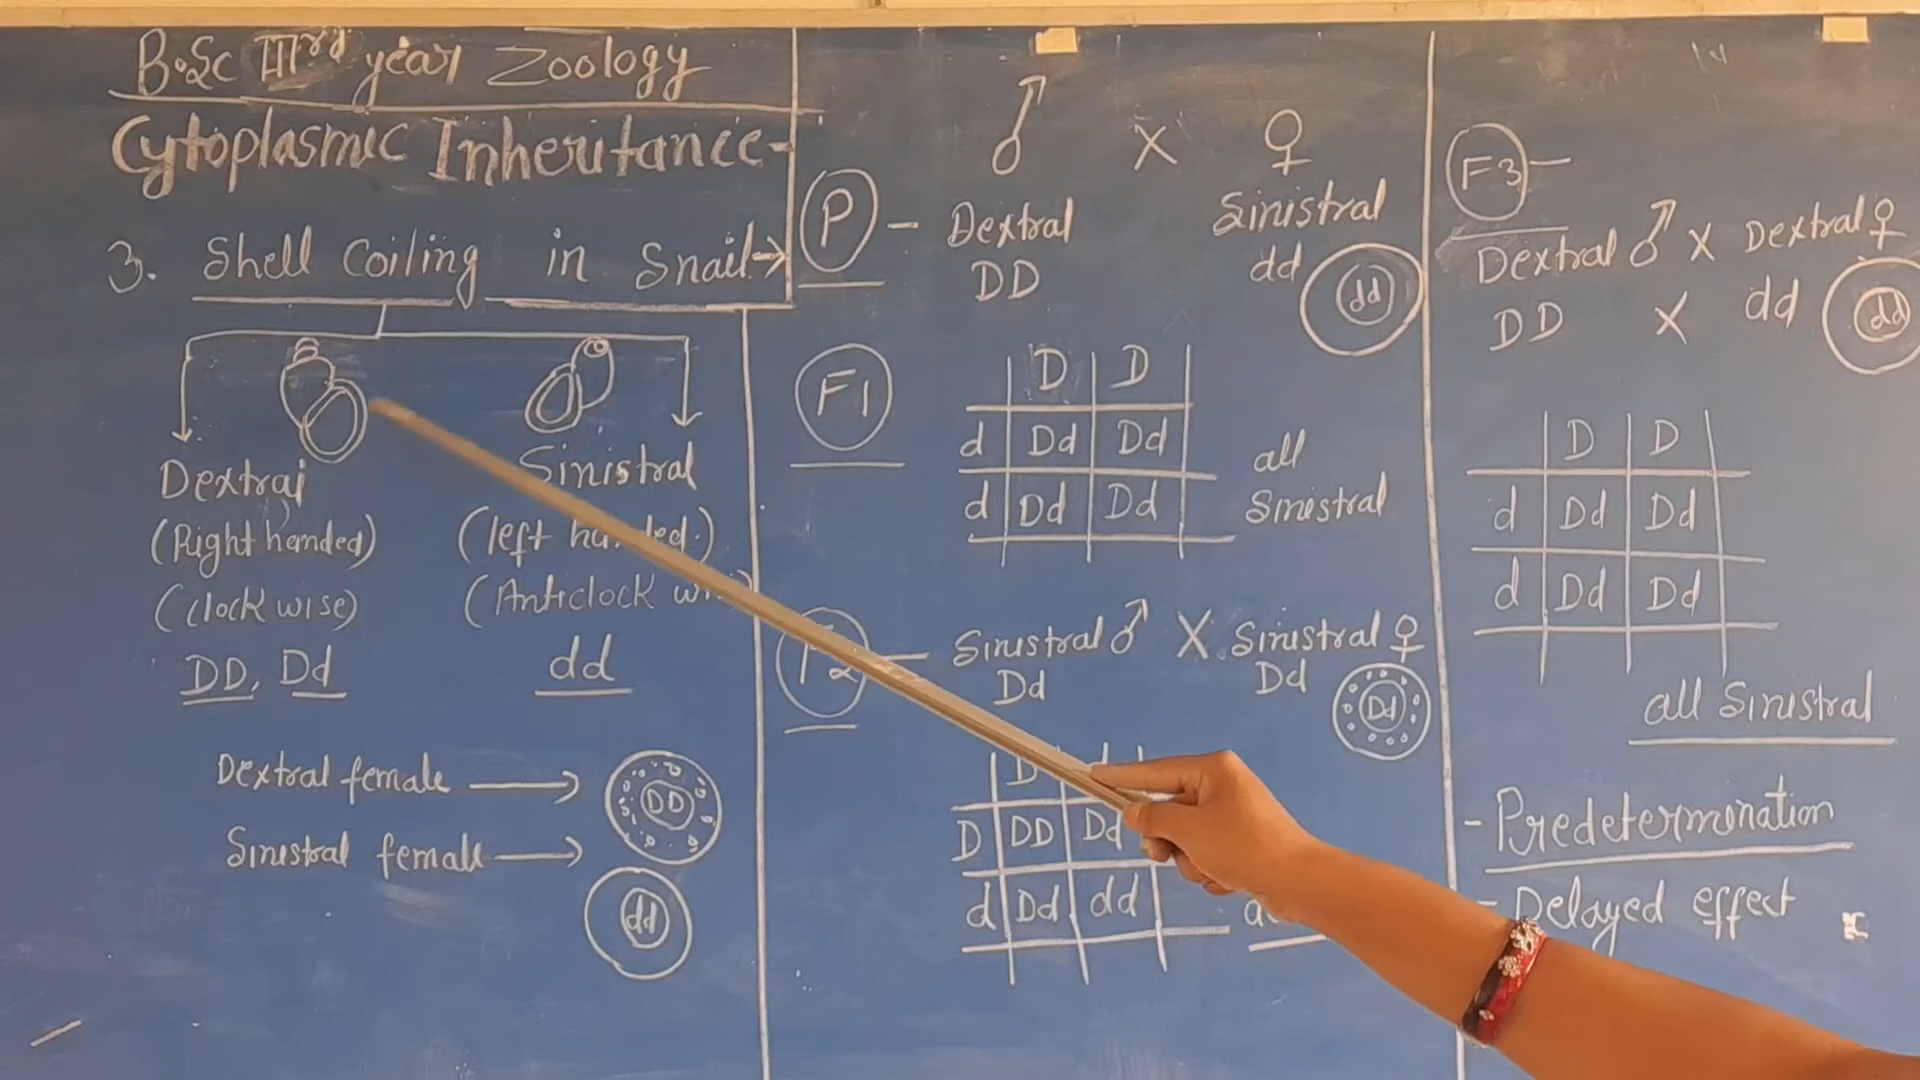 B.Sc IIIrd year Zoology
Cytoplasmic Inheritance-
3. Shell Coiling in Snail→
Dextral
(Right handed)
(Clock wise)
DD, Dd
Sinistral
(left handed.)
(Anticlock
dd
Dextral female →
DD
Sinistral female →
dd
♂ X ♀
P - Dextral Sinistral
DD dd
dd
F1
D D
d Dd Dd
d Dd Dd
all
Sinistral
F2 - Sinistral ♂ X Sinistral ♀
Dd Dd
Dd
D
D DD Dd
d Dd dd
F3 -
Dextral ♂ X Dextral ♀
DD X dd
dd
D D
d Dd Dd
d Dd Dd
all Sinistral
- Predetermination
- Delayed effect